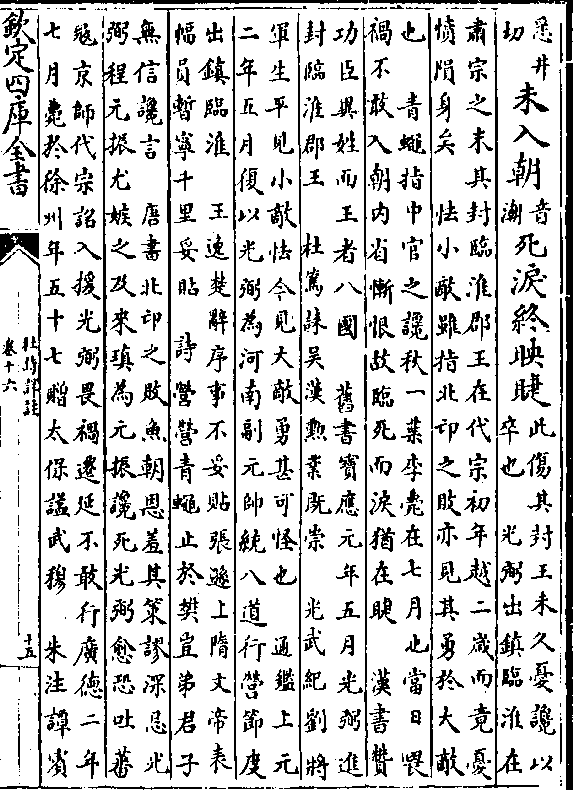 悉井切未入朝音潮死淚終映睫此傷其封王未久憂讒以
卒也 光弼出鎮臨淮在
肅宗之末其封臨淮郡王在代宗初年越二歲而竟憂
憤隕身矣 怯小敵雖指北邙之敗亦見其勇於大敵
也 青蠅指中官之讒秋一葉李薨在七月也當日畏
禍不敢入朝内省慚恨故臨死而淚猶在睫 漢書贊
功臣異姓而王者八國 舊書寶應元年五月光弼進
封臨淮郡王 杜篤誄吳漢勲業既崇 光武紀劉將
軍生平見小敵怯今見大敵勇甚可怪也 通鑑上元
二年五月復以光弼為河南副元帥統八道行營節度
出鎮臨淮 王逸楚辭序事不妥貼張遜上隋文帝表
幅員暫寧千里妥貼 詩營營青蠅止於樊豈弟君子
無信讒言 唐書北邙之敗魚朝恩羞其策謬深忌光
弼程元振尤嫉之及來瑱為元振讒死光弼愈恐吐蕃
寇京師代宗詔入援光弼畏禍遷延不敢行廣德二年
七月薨於徐州年五十七贈太保諡武穆 朱注譚賓
欽定四庫全書
杜詩詳註
卷十六
十五